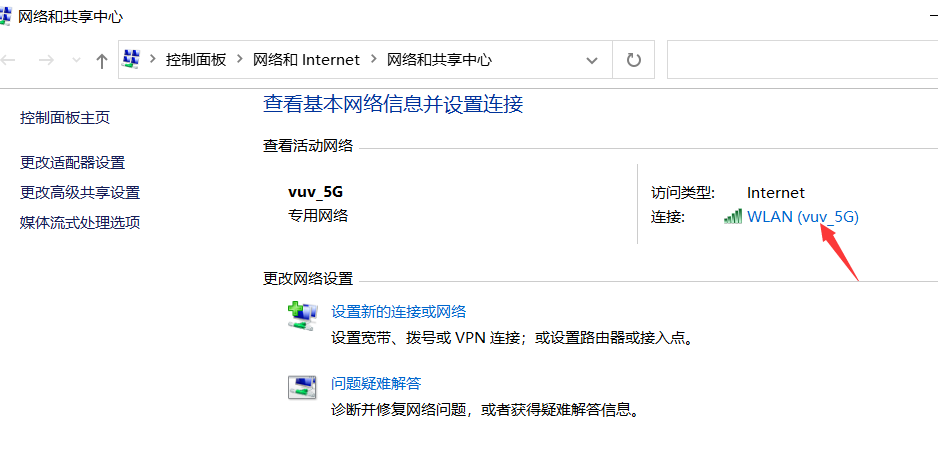 网络和共享中心
控制面板 > 网络和 Internet > 网络和共享中心
控制面板主页
更改适配器设置
更改高级共享设置
媒体流式处理选项
查看基本网络信息并设置连接
查看活动网络
vuv_5G
专用网络
访问类型: Internet
连接: WLAN (vuv_5G)
更改网络设置
设置新的连接或网络
设置宽带、拨号或 VPN 连接；或设置路由器或接入点。
问题疑难解答
诊断并修复网络问题，或者获得疑难解答信息。